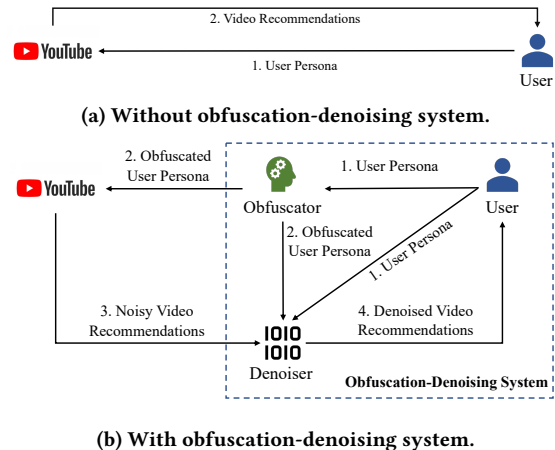 2. Video Recommendations
YouTube
1. User Persona
User
(a) Without obfuscation-denoising system.
2. Obfuscated
User Persona
1. User Persona
YouTube
Obfuscator
User
2. Obfuscated
User Persona
1. User Persona
3. Noisy Video
Recommendations
4. Denoised Video
Recommendations
IOIO
IOIO
Denoiser
Obfuscation-Denoising System
(b) With obfuscation-denoising system.